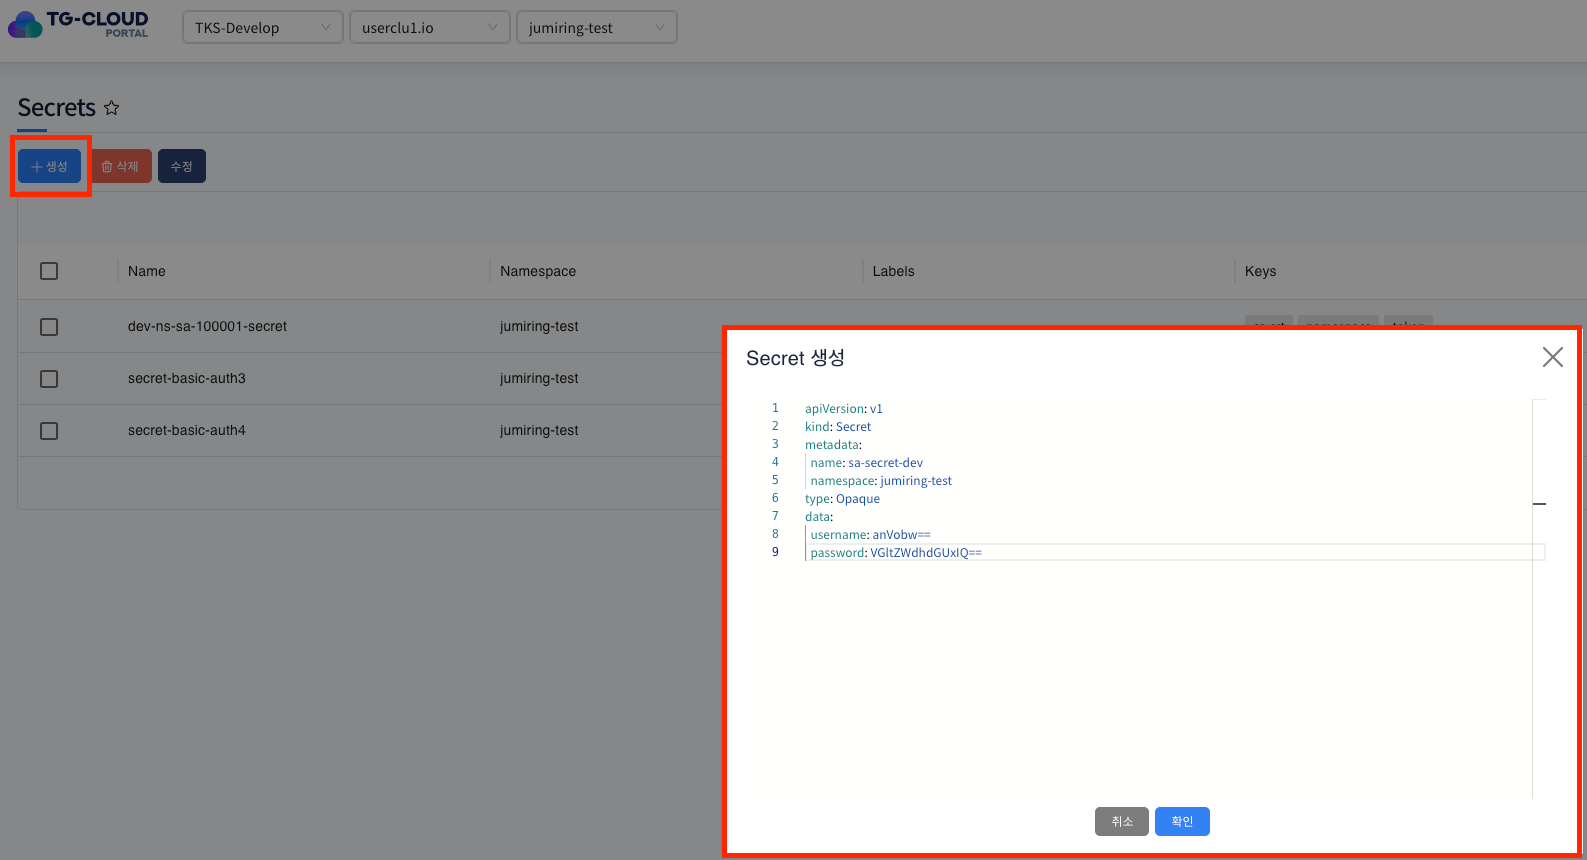 TG-CLOUD
PORTAL
TKS-Develop
userclu1.io
jumiring-test
Secrets
생성
삭제
수정
Name Namespace Labels Keys
dev-ns-sa-100001-secret jumiring-test
secret-basic-auth3 jumiring-test
secret-basic-auth4 jumiring-test
Secret 생성
1 apiVersion: v1
2 kind: Secret
3 metadata:
4 name: sa-secret-dev
5 namespace: jumiring-test
6 type: Opaque
7 data:
8 username: anVobw==
9 password: VGltZWdhdGUxIQ==
취소
확인